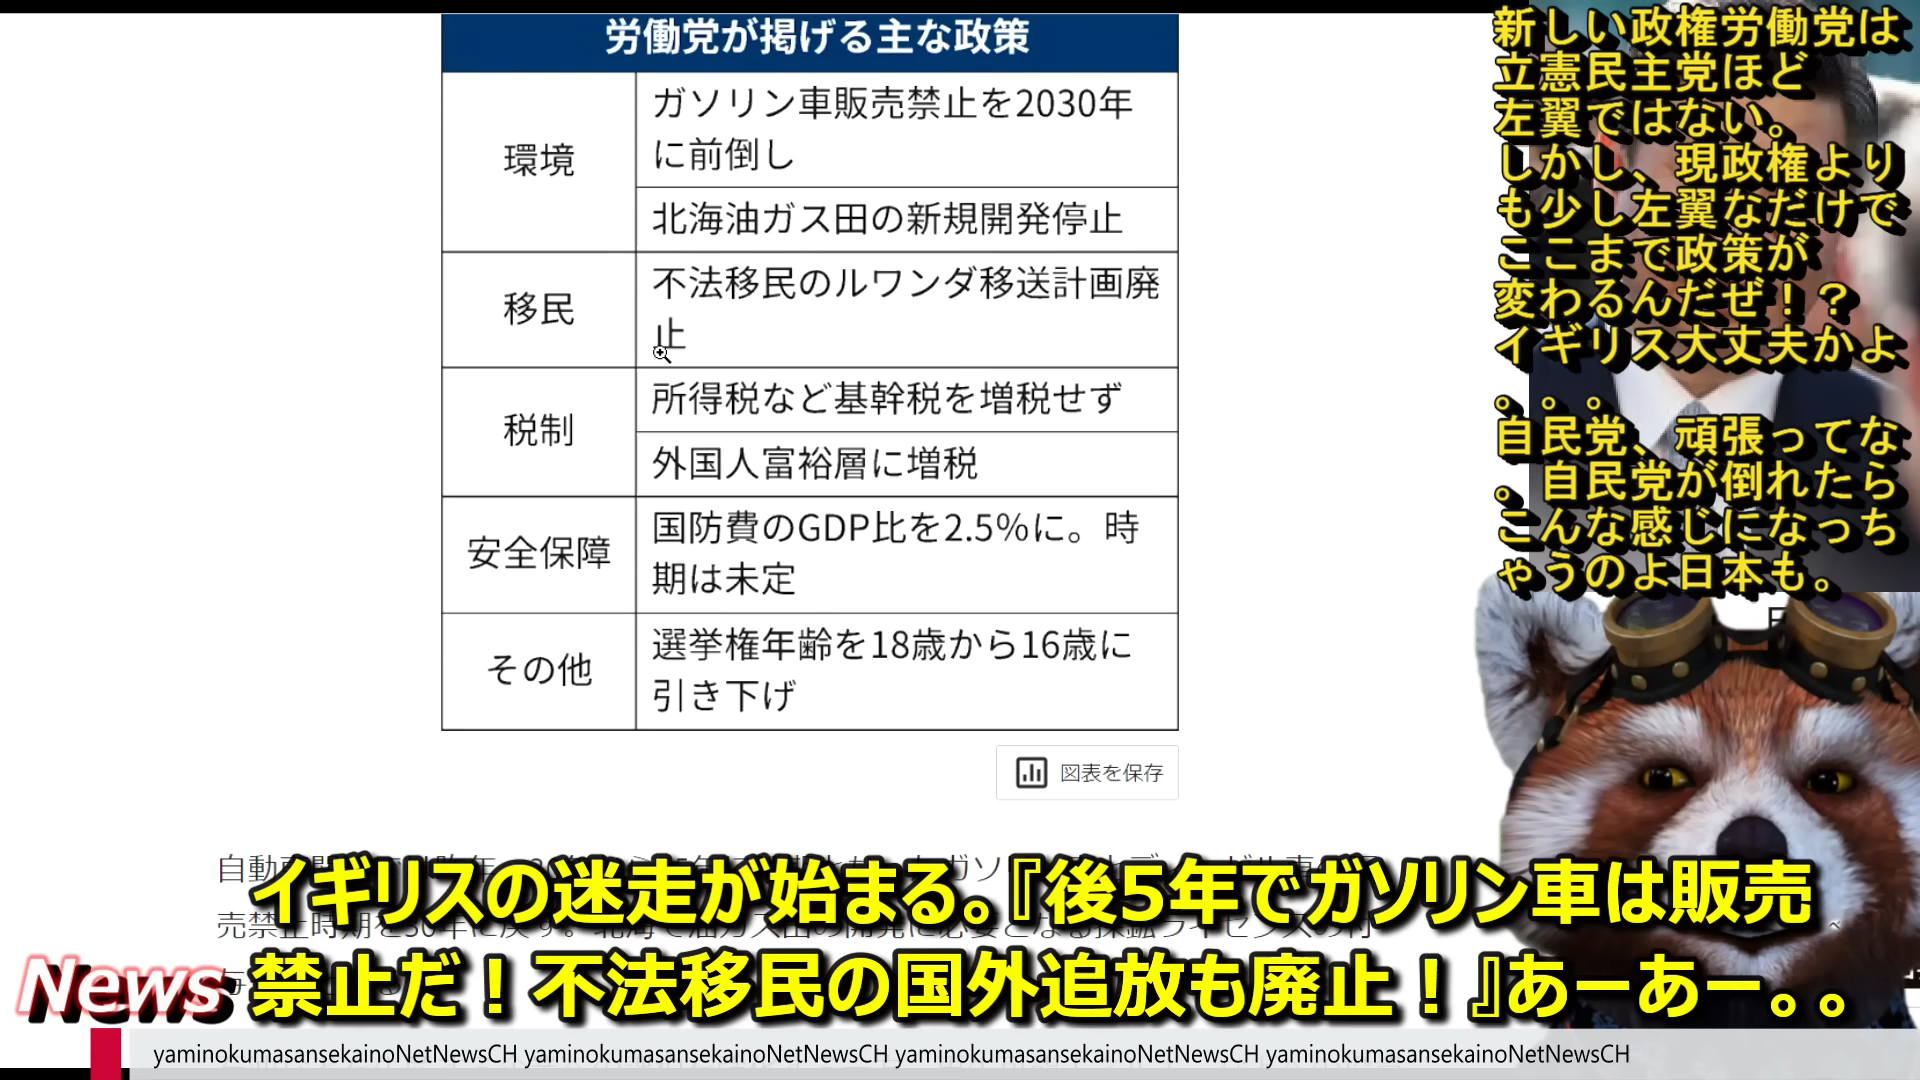 労働党が掲げる主な政策
環境
ガソリン車販売禁止を2030年
に前倒し
北海油ガス田の新規開発停止
移民
不法移民のルワンダ移送計画廃
止
税制
所得税など基幹税を増税せず
外国人富裕層に増税
安全保障
国防費のGDP比を2.5%に。時
期は未定
その他
選挙権年齢を18歳から16歳に
引き下げ
図表を保存
新しい政権労働党は
立憲民主党ほど
左翼ではない。
しかし、現政権より
も少し左翼なだけで
ここまで政策が
変わるんだぜ！？
イギリス大丈夫かよ
。。。
自民党、頑張ってな
。自民党が倒れたら
こんな感じになっち
ゃうのよ日本も。
イギリスの迷走が始まる。『後5年でガソリン車は販売
禁止だ！不法移民の国外追放も廃止！』あーあー。。
News
yaminokumasansekainoNetNewsCH yaminokumasansekainoNetNewsCH yaminokumasansekainoNetNewsCH yaminokumasansekainoNetNewsCH